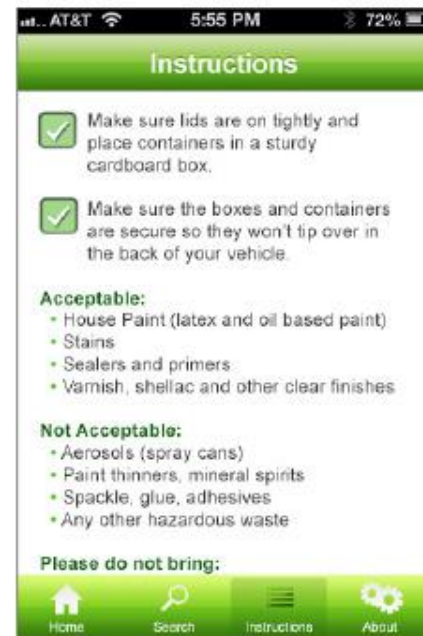 AT&T 5:55 PM 72%
Instructions
Make sure lids are on tightly and
place containers in a sturdy
cardboard box.
Make sure the boxes and containers
are secure so they won't tip over in
the back of your vehicle.
Acceptable:
• House Paint (latex and oil based paint)
• Stains
• Sealers and primers
• Varnish, shellac and other clear finishes
Not Acceptable:
• Aerosols (spray cans)
• Paint thinners, mineral spirits
• Spackle, glue, adhesives
• Any other hazardous waste
Please do not bring:
Home Search Instructions About